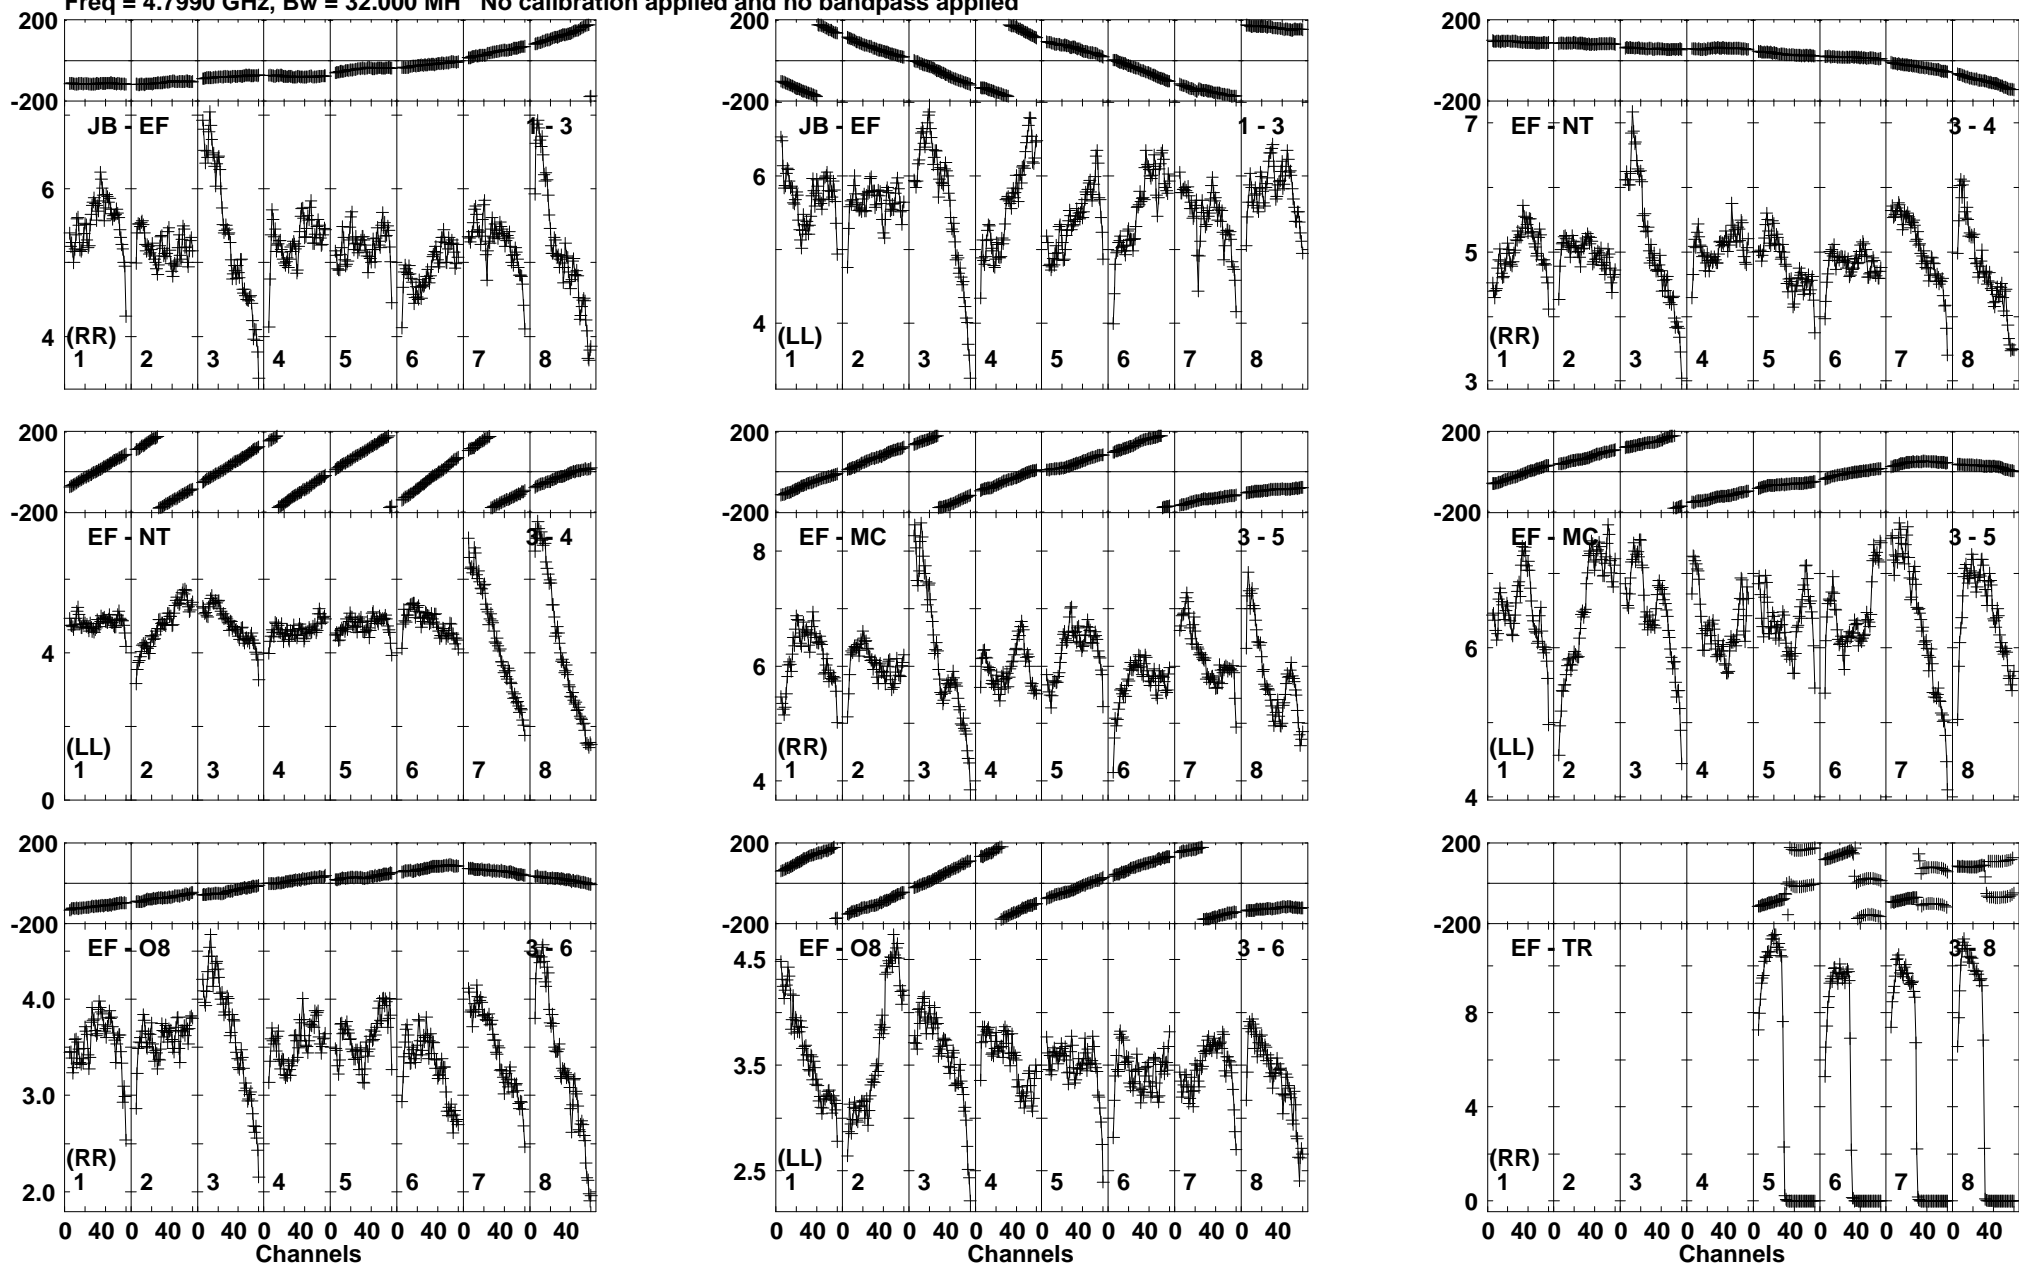 Freq = 4.7990 GHz, Bw = 32.000 MH No calibration applied and no bandpass applied
200
-200
JB - EF 1 - 3
6
4
(RR)
1 2 3 4 5 6 7 8
JB - EF 1 - 3
6
4
(LL)
1 2 3 4 5 6 7 8
200
-200
EF - NT 3 - 4
7
5
3
(RR)
1 2 3 4 5 6 7 8
200
-200
EF - NT 3 - 4
4
0
(LL)
1 2 3 4 5 6 7 8
200
-200
EF - MC 3 - 5
8
6
4
(RR)
1 2 3 4 5 6 7 8
200
-200
EF - MC 3 - 5
6
4
(LL)
1 2 3 4 5 6 7 8
200
-200
EF - O8 3 - 6
4.0
3.0
2.0
(RR)
1 2 3 4 5 6 7 8
0 40 0 40 0 40 0 40 0 40 0 40 0 40 0 40
Channels
200
-200
EF - O8 3 - 6
4.5
3.5
2.5
(LL)
1 2 3 4 5 6 7 8
0 40 0 40 0 40 0 40 0 40 0 40 0 40 0 40
Channels
200
-200
EF - TR 3 - 8
8
4
0
(RR)
1 2 3 4 5 6 7 8
0 40 0 40 0 40 0 40 0 40 0 40 0 40 0 40
Channels